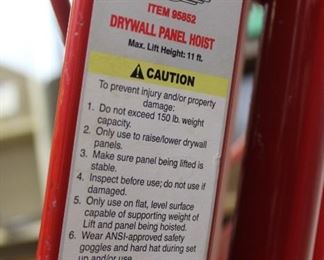 ITEM 95852
DRYWALL PANEL HOIST
Max. Lift Height: 11 ft.
CAUTION
To prevent injury and/or property
damage:
1. Do not exceed 150 lb. weight
capacity.
2. Only use to raise/lower drywall
panels.
3. Make sure panel being lifted is
stable.
4. Inspect before use; do not use if
damaged.
5. Only use on flat, level surface
capable of supporting weight of
Lift and panel being hoisted.
6. Wear ANSI-approved safety
goggles and hard hat during set
up and/or use.